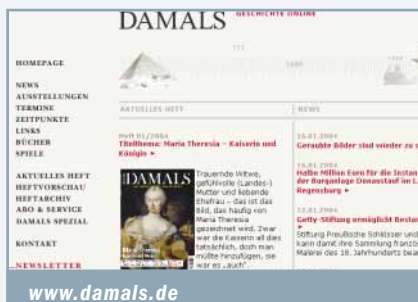 DAMALS GESCHICHTE ONLINE
HOMEPAGE
NEWS
AUSSTELLUNGEN
TERMINE
ZEITPUNKTE
LINKS
BÜCHER
SPIELE
AKTUELLES HEFT
HEFTVORSCHAU
HEFTARCHIV
ABO & SERVICE
DAMALS SPEZIAL
KONTAKT
NEWSLETTER
AKTUELLES HEFT
Heft 01/2004
Titelthema: Maria Theresia – Kaiserin und
Königin
DAMALS
Trauernde Witwe,
gefühlvolle (Landes-)
Mutter und liebende
Ehefrau – das ist das
Bild, das häufig von
Maria Theresia
gezeichnet wird. Zwar
war die Kaiserin all dies
tatsächlich, doch man
müßte hinzufügen, sie
war es „auch“.
NEWS
16.01.2004
Geraubte Bilder sind wieder zu s
16.01.2004
Halbe Million Euro für die Instan
der Burganlage Donaustauf im L
Regensburg
12.01.2004
Getty-Stiftung ermöglicht Bestan
Stiftung Preußische Schlösser und
kann damit ihre Sammlung französ
Malerei des 18. Jahrhunderts bear
www.damals.de